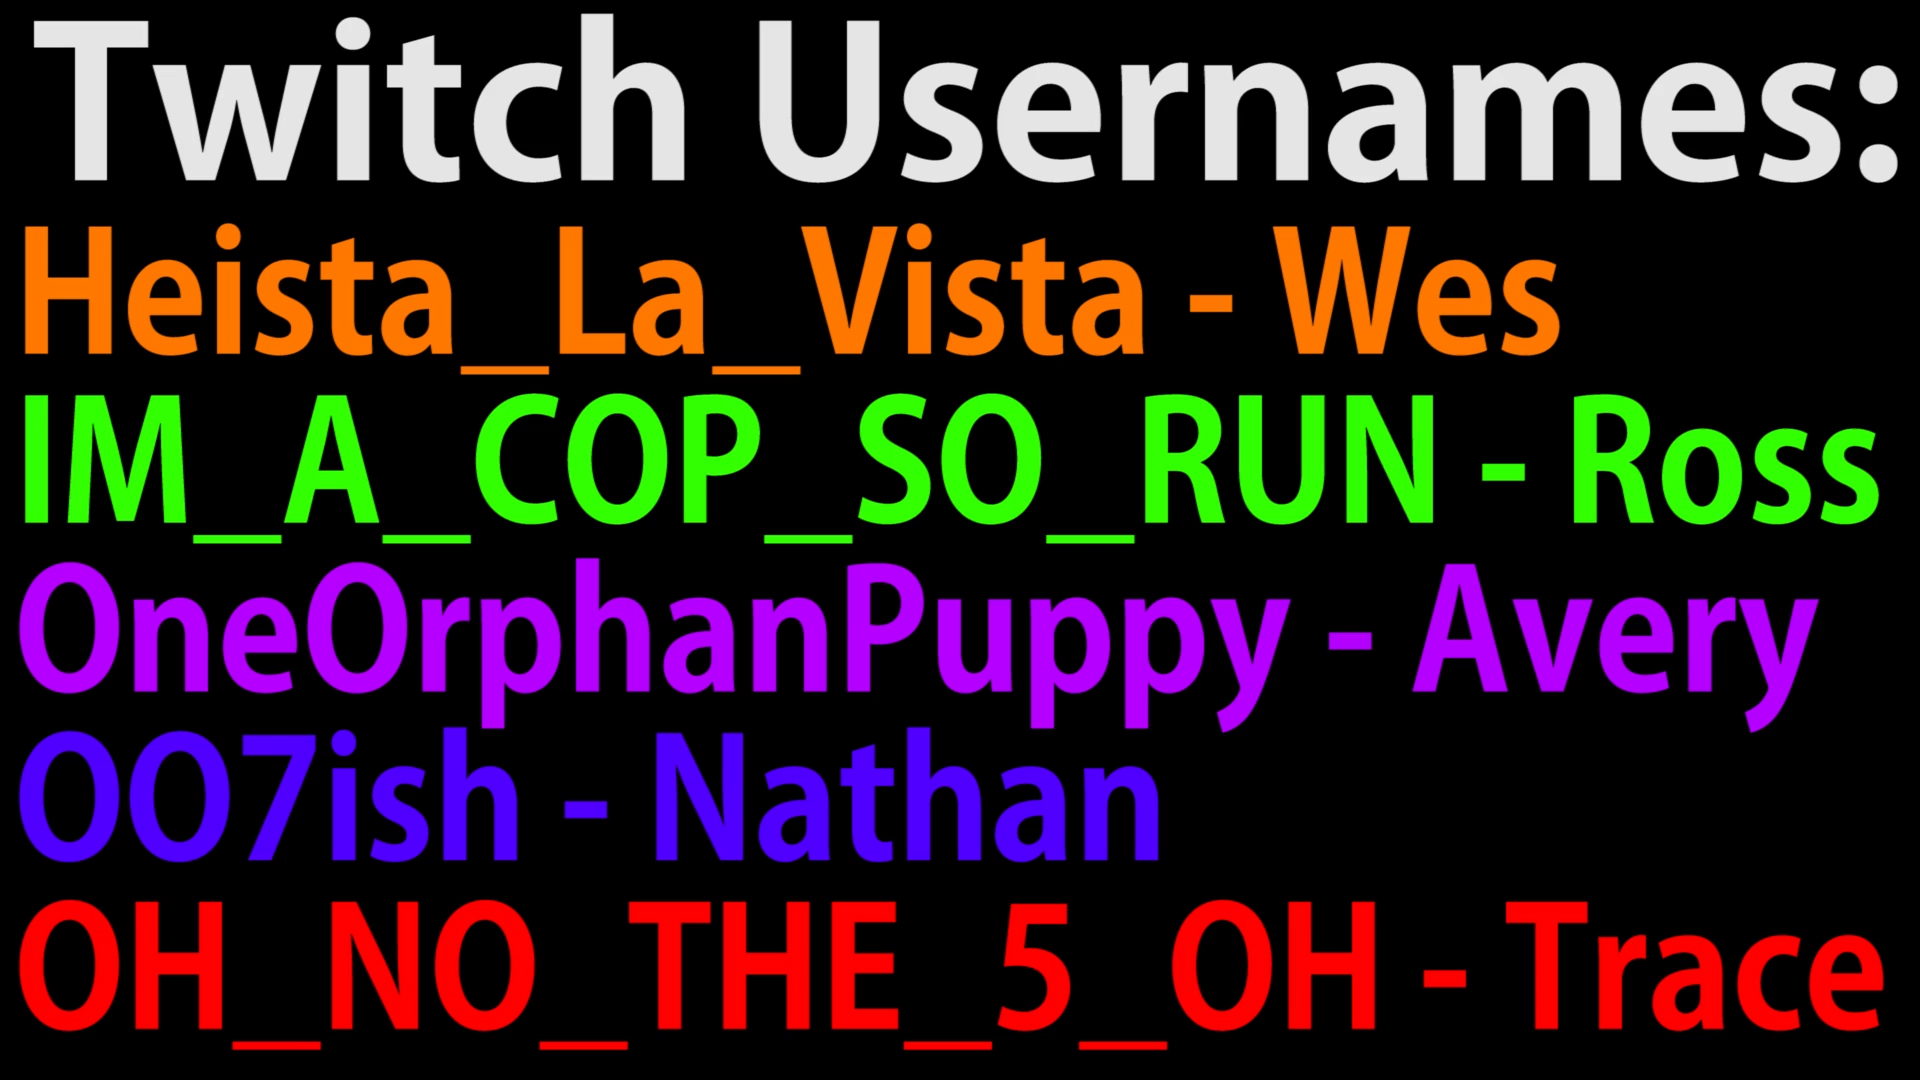 Twitch Usernames:
Heista_La_Vista - Wes
IM_A_COP_SO_RUN - Ross
OneOrphanPuppy - Avery
OO7ish - Nathan
OH_NO_THE_5_OH - Trace